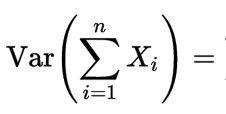 Var(∑_{i=1}^{n} X_i) =